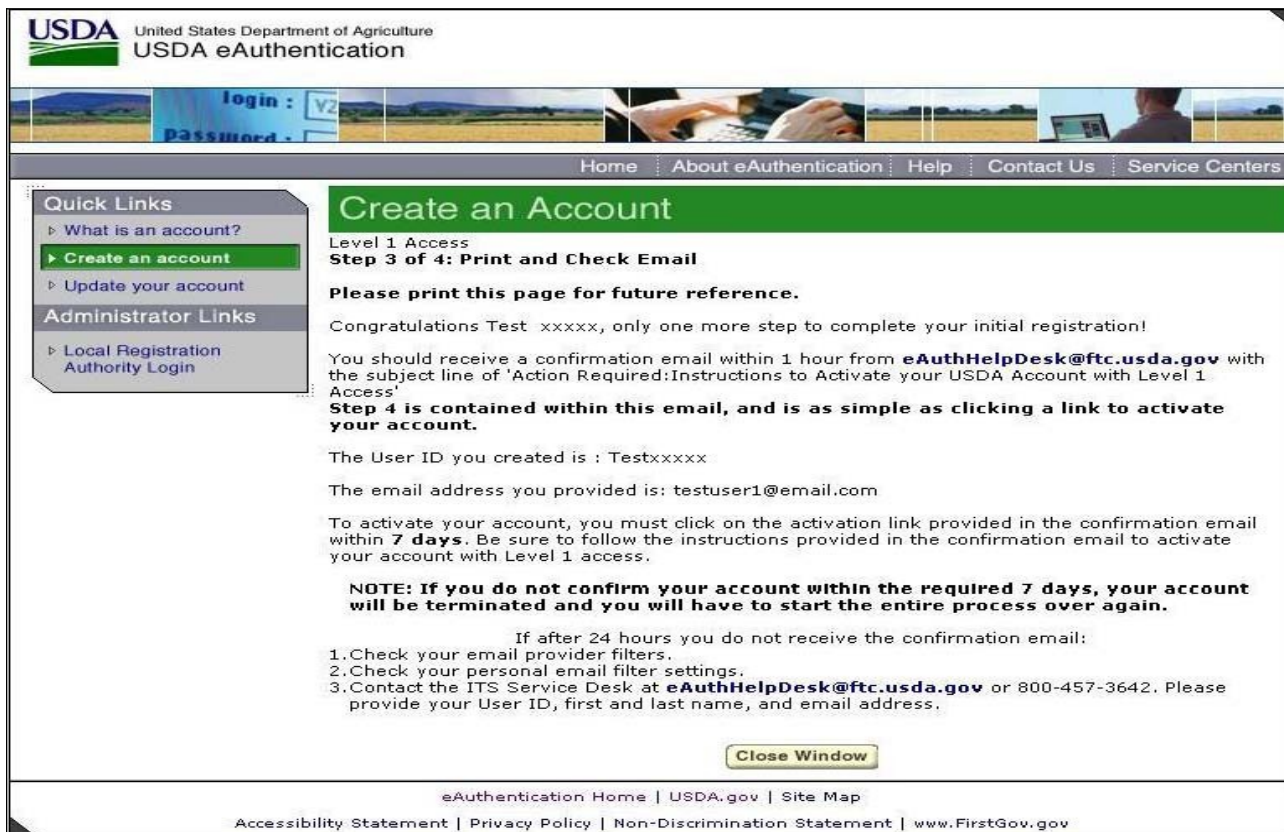 USDA United States Department of Agriculture
USDA eAuthentication
login :
password :
Home About eAuthentication Help Contact Us Service Centers
Quick Links
What is an account?
Create an account
Update your account
Administrator Links
Local Registration
Authority Login
Create an Account
Level 1 Access
Step 3 of 4: Print and Check Email
Please print this page for future reference.
Congratulations Test xxxxx, only one more step to complete your initial registration!
You should receive a confirmation email within 1 hour from eAuthHelpDesk@ftc.usda.gov with
the subject line of 'Action Required:Instructions to Activate your USDA Account with Level 1
Access'
Step 4 is contained within this email, and is as simple as clicking a link to activate
your account.
The User ID you created is : Testxxxxx
The email address you provided is: testuser1@email.com
To activate your account, you must click on the activation link provided in the confirmation email
within 7 days. Be sure to follow the instructions provided in the confirmation email to activate
your account with Level 1 access.
NOTE: If you do not confirm your account within the required 7 days, your account
will be terminated and you will have to start the entire process over again.
If after 24 hours you do not receive the confirmation email:
1.Check your email provider filters.
2.Check your personal email filter settings.
3.Contact the ITS Service Desk at eAuthHelpDesk@ftc.usda.gov or 800-457-3642. Please
provide your User ID, first and last name, and email address.
Close Window
eAuthentication Home | USDA.gov | Site Map
Accessibility Statement | Privacy Policy | Non-Discrimination Statement | www.FirstGov.gov